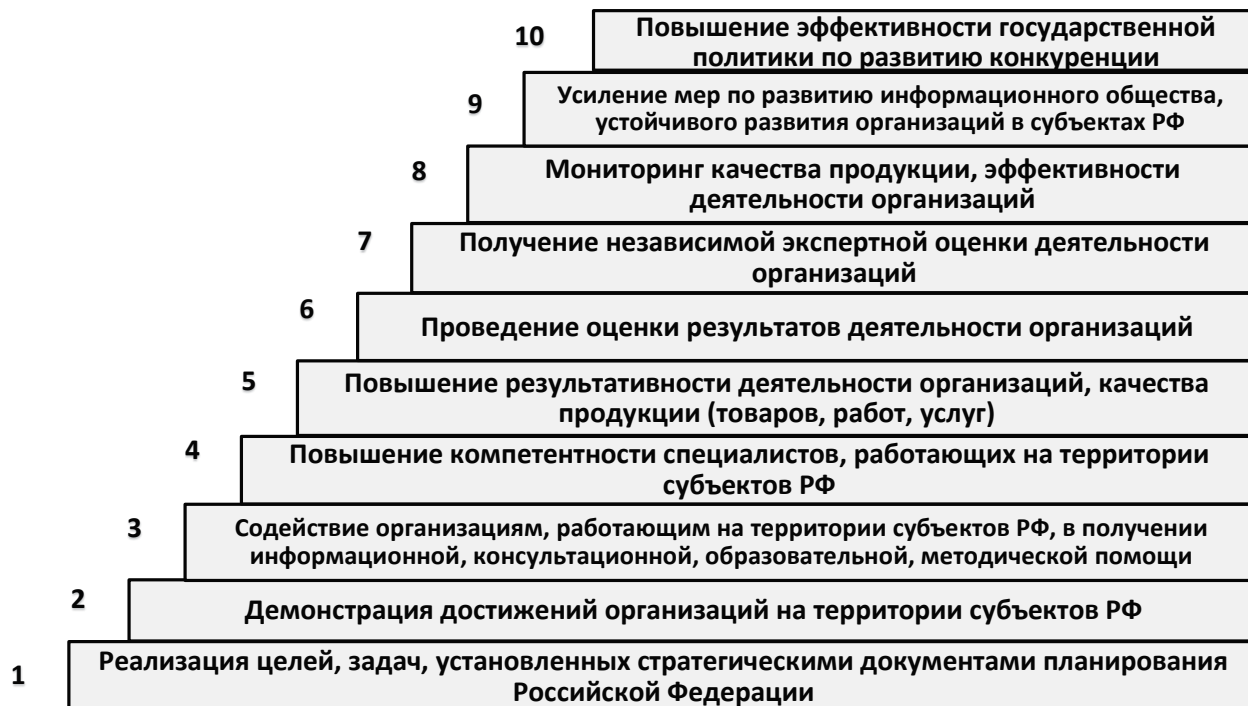 10
Повышение эффективности государственной
политики по развитию конкуренции
9
Усиление мер по развитию информационного общества,
устойчивого развития организаций в субъектах РФ
8
Мониторинг качества продукции, эффективности
деятельности организаций
7
Получение независимой экспертной оценки деятельности
организаций
6
Проведение оценки результатов деятельности организаций
5
Повышение результативности деятельности организаций, качества
продукции (товаров, работ, услуг)
4
Повышение компетентности специалистов, работающих на территории
субъектов РФ
3
Содействие организациям, работающим на территории субъектов РФ, в получении
информационной, консультационной, образовательной, методической помощи
2
Демонстрация достижений организаций на территории субъектов РФ
1
Реализация целей, задач, установленных стратегическими документами планирования
Российской Федерации